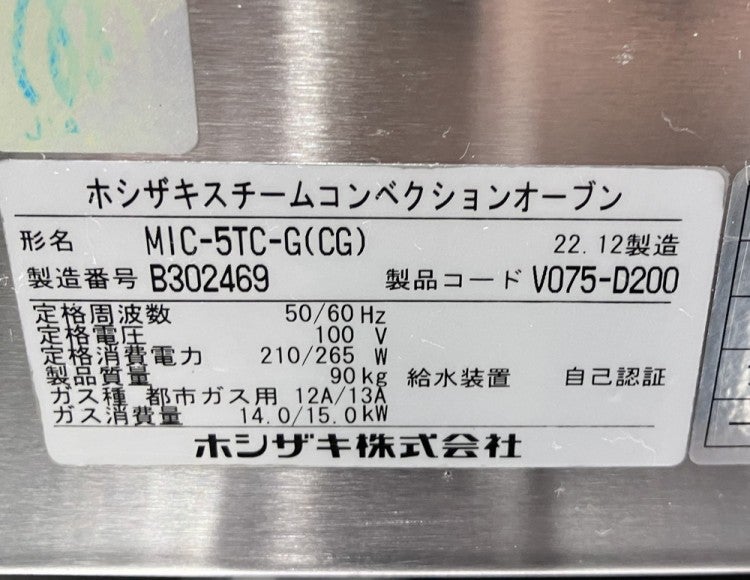 ホシザキスチームコンベクションオーブン
形名 MIC-5TC-G(CG) 22.12製造
製造番号 B302469 製品コード V075-D200
定格周波数 50/60 Hz
定格電圧 100 V
定格消費電力 210/265 W
製品質量 90kg 給水装置 自己認証
ガス種 都市ガス用 12A/13A
ガス消費量 14.0/15.0kW
ホシザキ株式会社